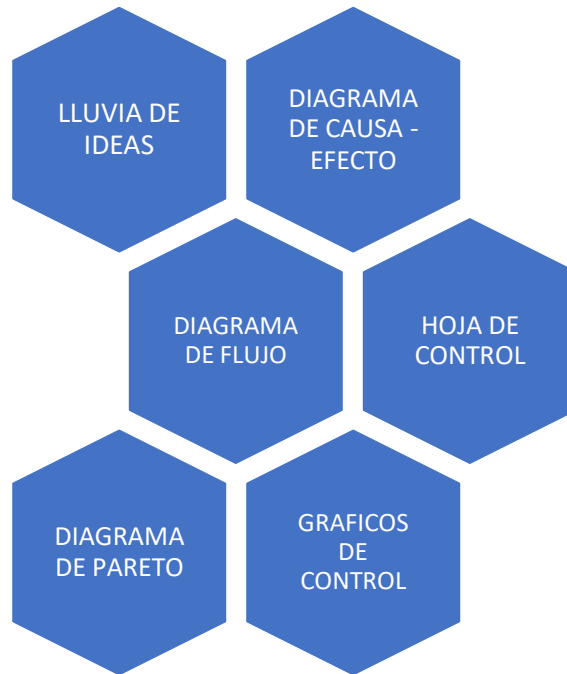 LLUVIA DE
IDEAS
DIAGRAMA
DE CAUSA -
EFECTO
DIAGRAMA
DE FLUJO
HOJA DE
CONTROL
DIAGRAMA
DE PARETO
GRAFICOS
DE
CONTROL